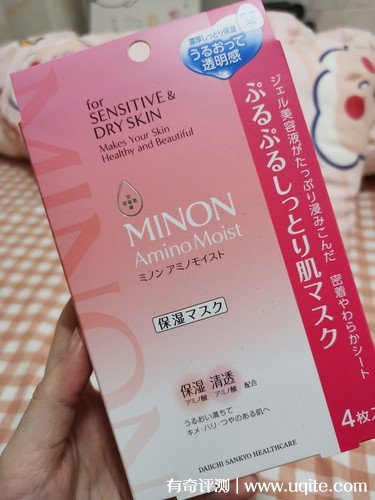 濃厚しっとり保湿
うるおって
透明感
for
SENSITIVE &
DRY SKIN
Makes Your Skin
Healthy and Beautiful
MINON
Amino Moist
ミノン アミノモイスト
保湿マスク
保湿 清透
アミノ酸 アミノ酸 配合
うるおい満ちて
キメ・ハリ・つやのある肌へ
DAIICHI SANKYO HEALTHCARE
ジェル美容液がたっぷり浸みこんだ 密着やわらかシート
ぷるぷるしっとり肌マスク
4枚
MINON
有奇评测 | www.uqite.com